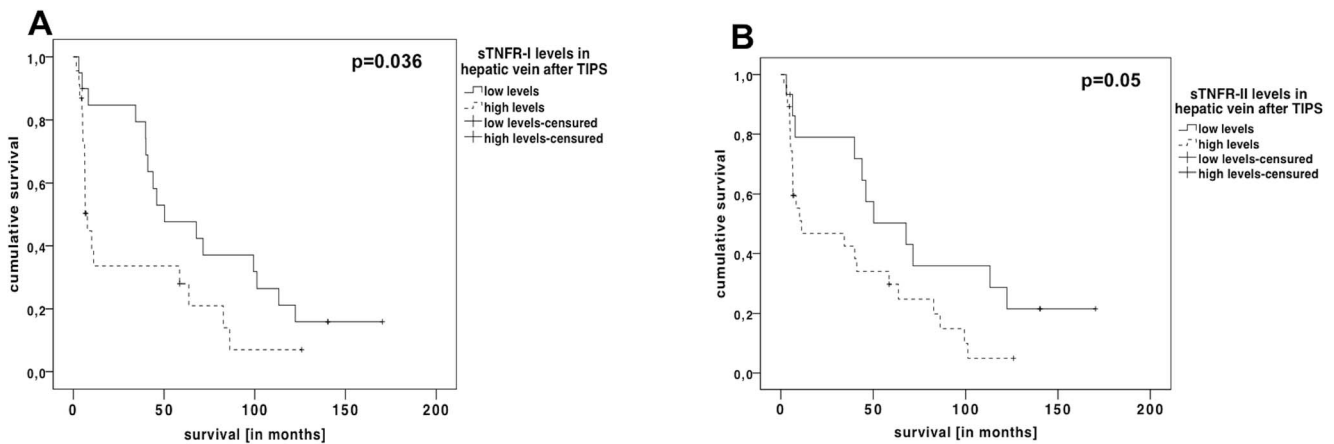 A
p=0.036
sTNFR-I levels in
hepatic vein after TIPS
low levels
high levels
low levels-censured
high levels-censured
cumulative survival
1,0
0,8
0,6
0,4
0,2
0,0
0 50 100 150 200
survival [in months]
B
p=0.05
sTNFR-II levels in
hepatic vein after TIPS
low levels
high levels
low levels-censured
high levels-censured
cumulative survival
1,0
0,8
0,6
0,4
0,2
0,0
0 50 100 150 200
survival [in months]